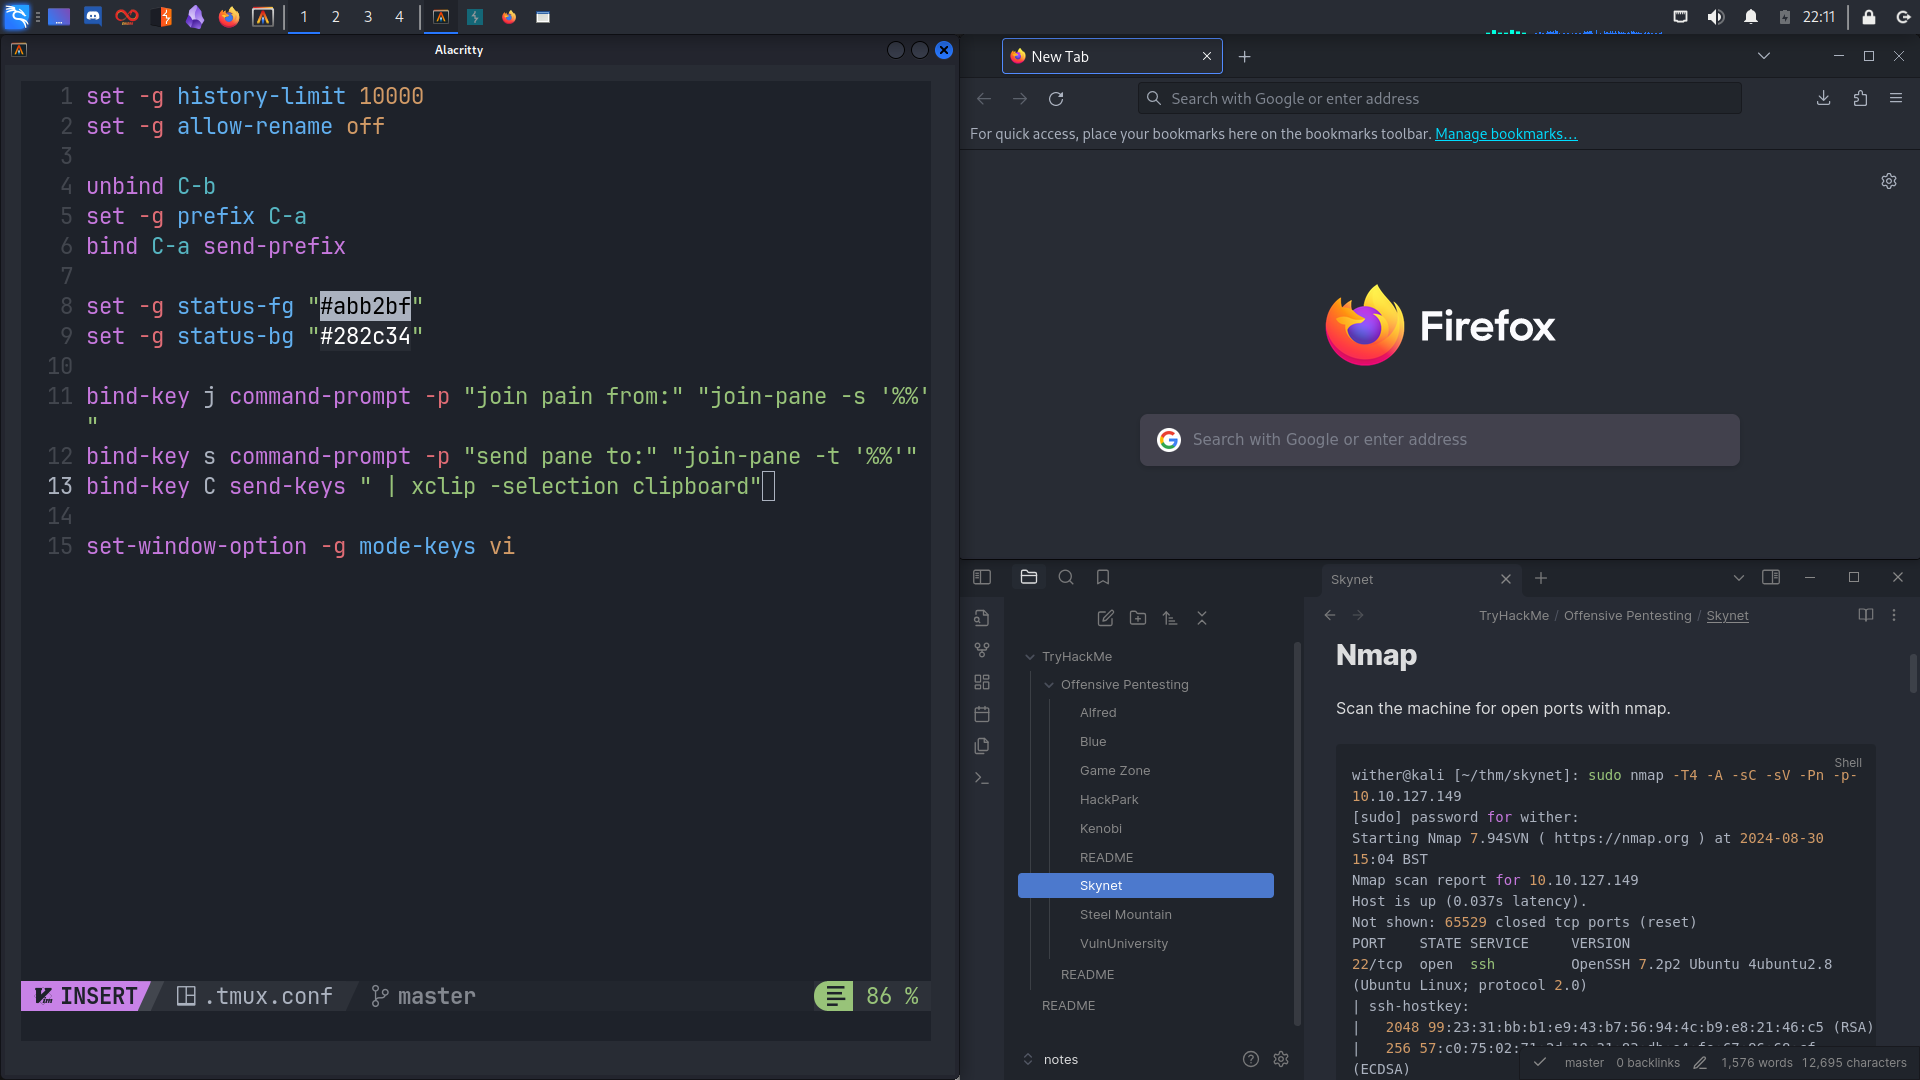 1
2
3
4
22:11
Alacritty
1 set -g history-limit 10000
2 set -g allow-rename off
3
4 unbind C-b
5 set -g prefix C-a
6 bind C-a send-prefix
7
8 set -g status-fg "#abb2bf"
9 set -g status-bg "#282c34"
10
11 bind-key j command-prompt -p "join pain from:" "join-pane -s '%%'
"
12 bind-key s command-prompt -p "send pane to:" "join-pane -t '%%'"
13 bind-key C send-keys " | xclip -selection clipboard"
14
15 set-window-option -g mode-keys vi
INSERT .tmux.conf master 86 %
New Tab
Search with Google or enter address
For quick access, place your bookmarks here on the bookmarks toolbar. Manage bookmarks…
Firefox
Search with Google or enter address
TryHackMe
Offensive Pentesting
Alfred
Blue
Game Zone
HackPark
Kenobi
README
Skynet
Steel Mountain
VulnUniversity
README
README
notes
Skynet
TryHackMe / Offensive Pentesting / Skynet
Nmap
Scan the machine for open ports with nmap.
Shell
wither@kali [~/thm/skynet]: sudo nmap -T4 -A -sC -sV -Pn -p-
10.10.127.149
[sudo] password for wither:
Starting Nmap 7.94SVN ( https://nmap.org ) at 2024-08-30
15:04 BST
Nmap scan report for 10.10.127.149
Host is up (0.037s latency).
Not shown: 65529 closed tcp ports (reset)
PORT STATE SERVICE VERSION
22/tcp open ssh OpenSSH 7.2p2 Ubuntu 4ubuntu2.8
(Ubuntu Linux; protocol 2.0)
| ssh-hostkey:
| 2048 99:23:31:bb:b1:e9:43:b7:56:94:4c:b9:e8:21:46:c5 (RSA)
| 256
(ECDSA)
master 0 backlinks 1,576 words 12,695 characters